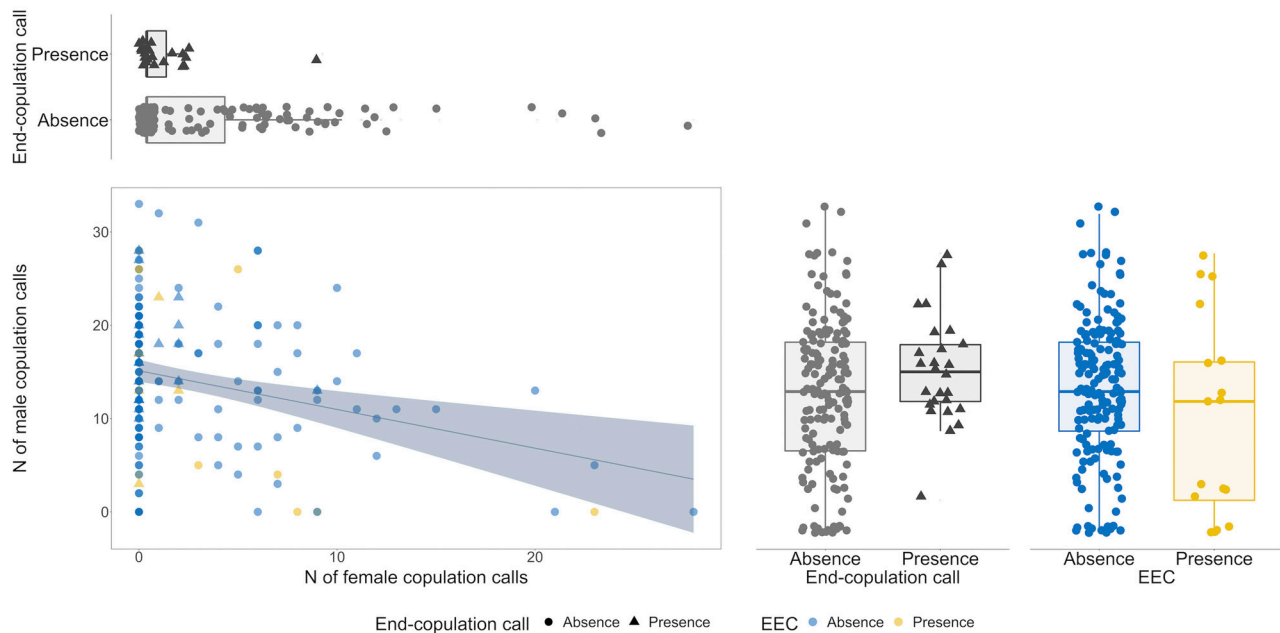 End-copulation call
Presence
Absence
N of male copulation calls
30
20
10
0
0 10 20
N of female copulation calls
Absence Presence
End-copulation call
Absence Presence
EEC
End-copulation call Absence Presence EEC Absence Presence